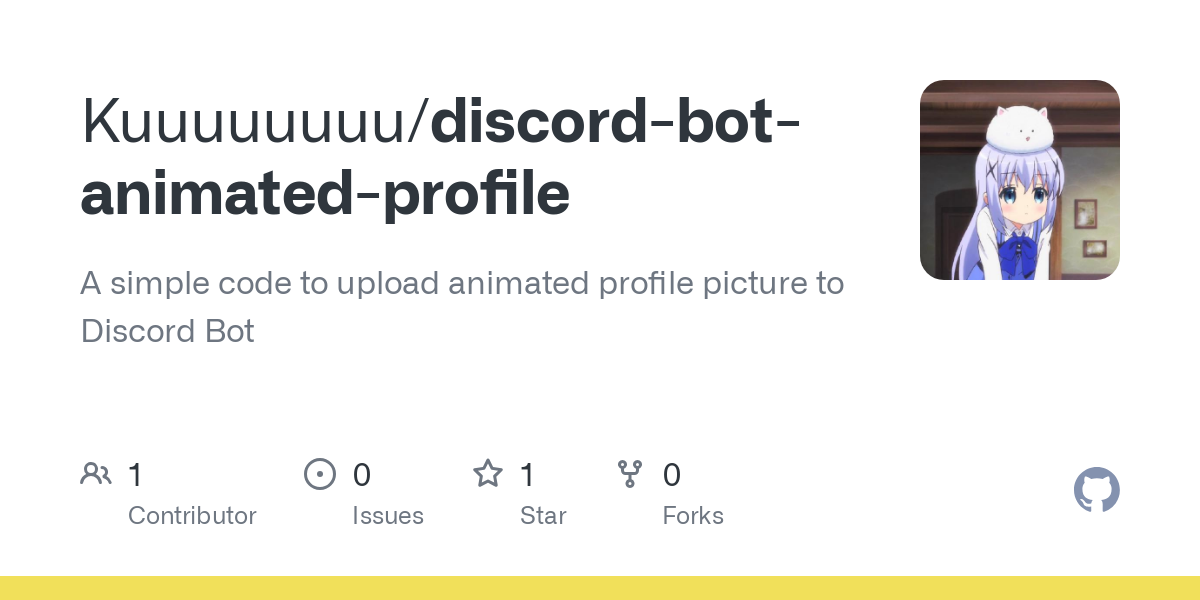 Kuuuuuuuu/discord-bot-
animated-profile
A simple code to upload animated profile picture to
Discord Bot
1
Contributor
0
Issues
1
Star
0
Forks